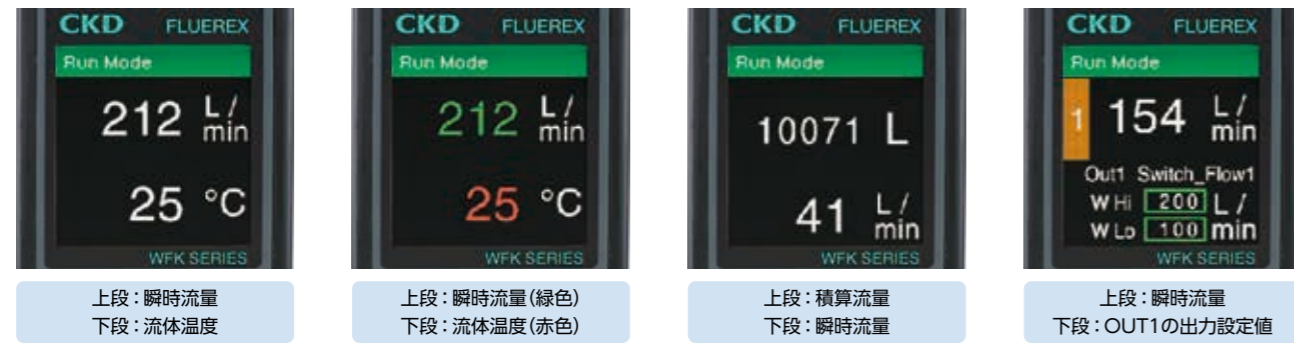 CKD FLUEREX
Run Mode
212 L/min
25 °C
WFK SERIES
上段：瞬時流量
下段：流体温度
CKD FLUEREX
Run Mode
212 L/min
25 °C
WFK SERIES
上段：瞬時流量（緑色）
下段：流体温度（赤色）
CKD FLUEREX
Run Mode
10071 L
41 L/min
WFK SERIES
上段：積算流量
下段：瞬時流量
CKD FLUEREX
Run Mode
1 154 L/min
Out1 Switch_Flow1
W Hi 200 L/
W Lo 100 min
WFK SERIES
上段：瞬時流量
下段：OUT1の出力設定値